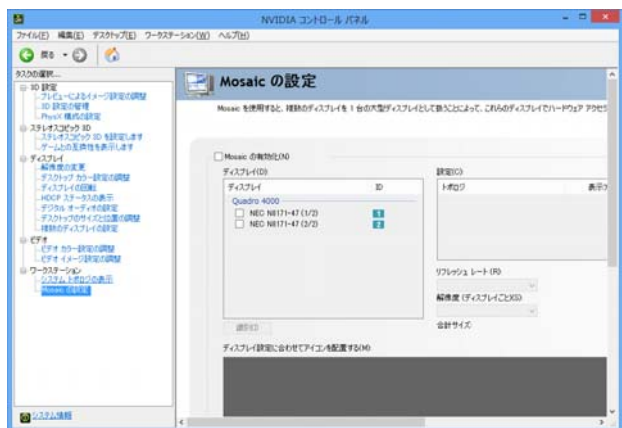 NVIDIA コントロール パネル
ファイル(F) 編集(E) デスクトップ(T) ワークステーション(W) ヘルプ(H)
戻る
タスクの選択...
3D 設定
プレビューによるイメージ設定の調整
3D 設定の管理
PhysX 構成の設定
ステレオスコピック 3D
ステレオスコピック 3D を設定します
ゲームとの互換性を表示します
ディスプレイ
解像度の変更
デスクトップ カラー設定の調整
ディスプレイの回転
HDCP ステータスの表示
デジタル オーディオの設定
デスクトップのサイズと位置の調整
複数のディスプレイの設定
ビデオ
ビデオ カラー設定の調整
ビデオ イメージ設定の調整
ワークステーション
システム トポロジの表示
Mosaic の設定
システム情報
Mosaic の設定
Mosaic を使用すると、複数のディスプレイを 1 台の大型ディスプレイとして扱うことによって、これらのディスプレイでハードウェア アクセ
Mosaic の有効化(N)
ディスプレイ(D)
ディスプレイ ID
Quadro 4000
NEC N8171-47 (1/2) 1
NEC N8171-47 (2/2) 2
識別(I)
設定(C)
トポロジ
リフレッシュ レート(R)
解像度 (ディスプレイごと)(S)
合計サイズ:
ディスプレイ設定に合わせてアイコンを配置する(M)